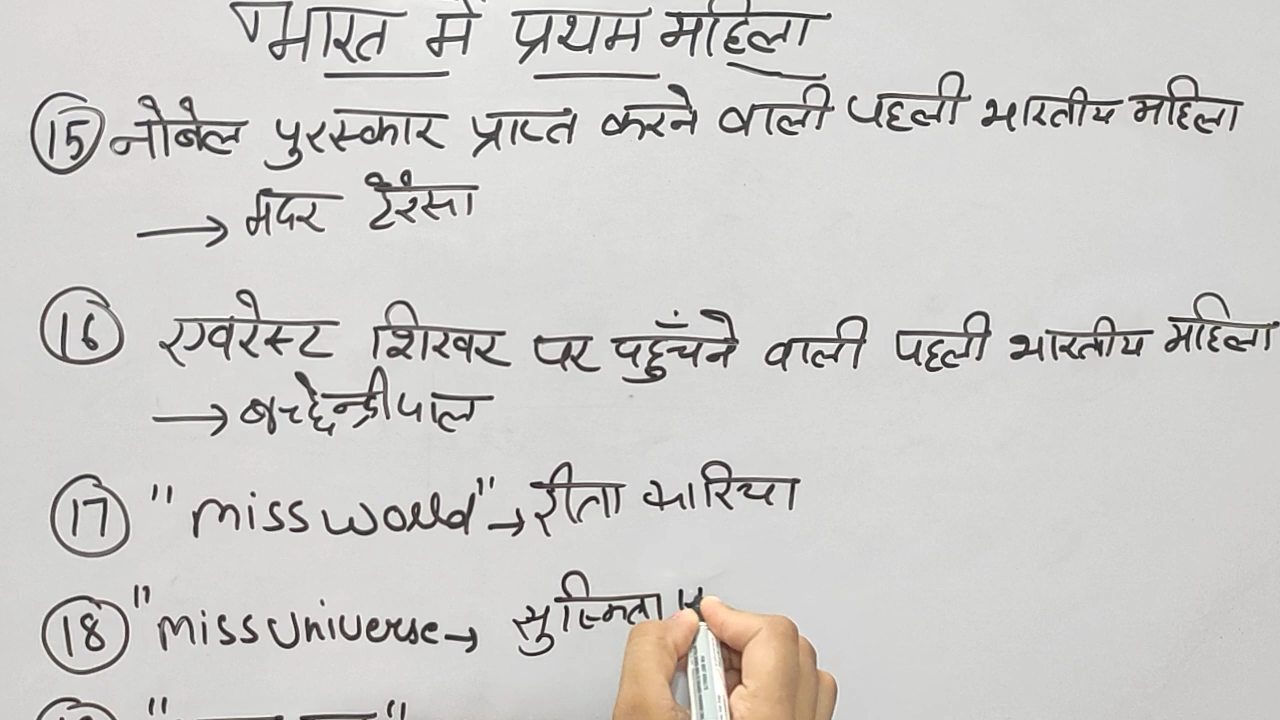 भारत में प्रथम महिला
15 नोबेल पुरस्कार प्राप्त करने वाली पहली भारतीय महिला
→ मदर टेरेसा
16 एवरेस्ट शिखर पर पहुँचने वाली पहली भारतीय महिला
→ बचेन्द्रीपाल
17 "miss world" → रीता फारिया
18 "miss universe → सुष्मिता